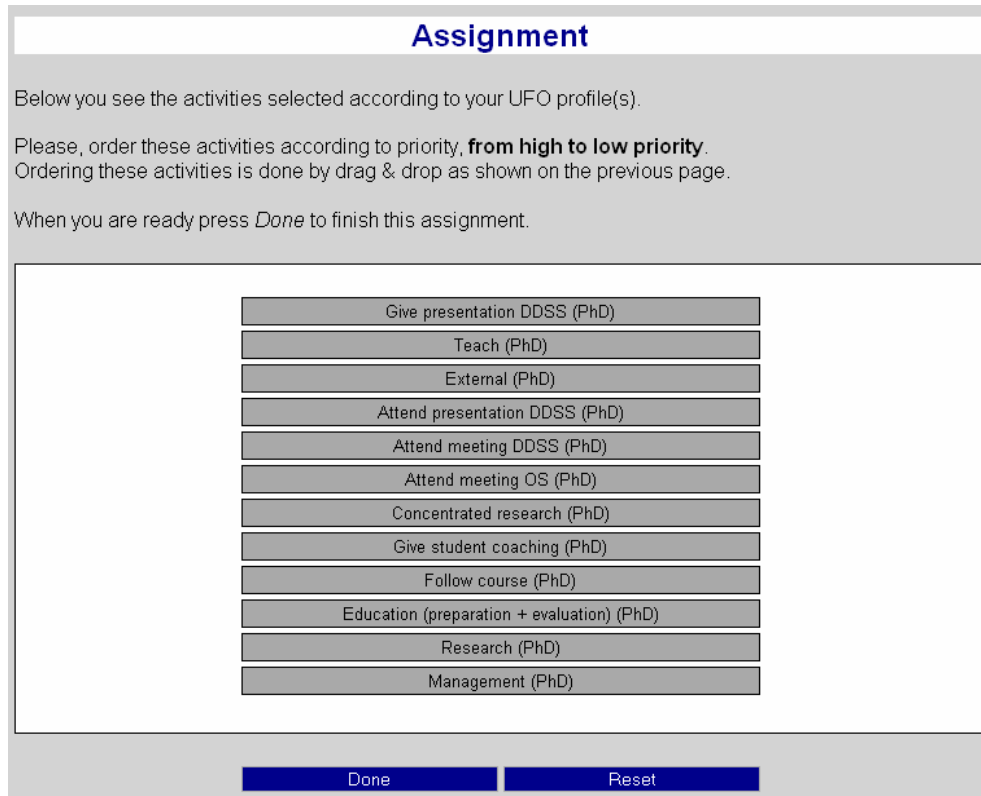 Assignment
Below you see the activities selected according to your UFO profile(s).
Please, order these activities according to priority, from high to low priority.
Ordering these activities is done by drag & drop as shown on the previous page.
When you are ready press Done to finish this assignment.
Give presentation DDSS (PhD)
Teach (PhD)
External (PhD)
Attend presentation DDSS (PhD)
Attend meeting DDSS (PhD)
Attend meeting OS (PhD)
Concentrated research (PhD)
Give student coaching (PhD)
Follow course (PhD)
Education (preparation + evaluation) (PhD)
Research (PhD)
Management (PhD)
Done Reset